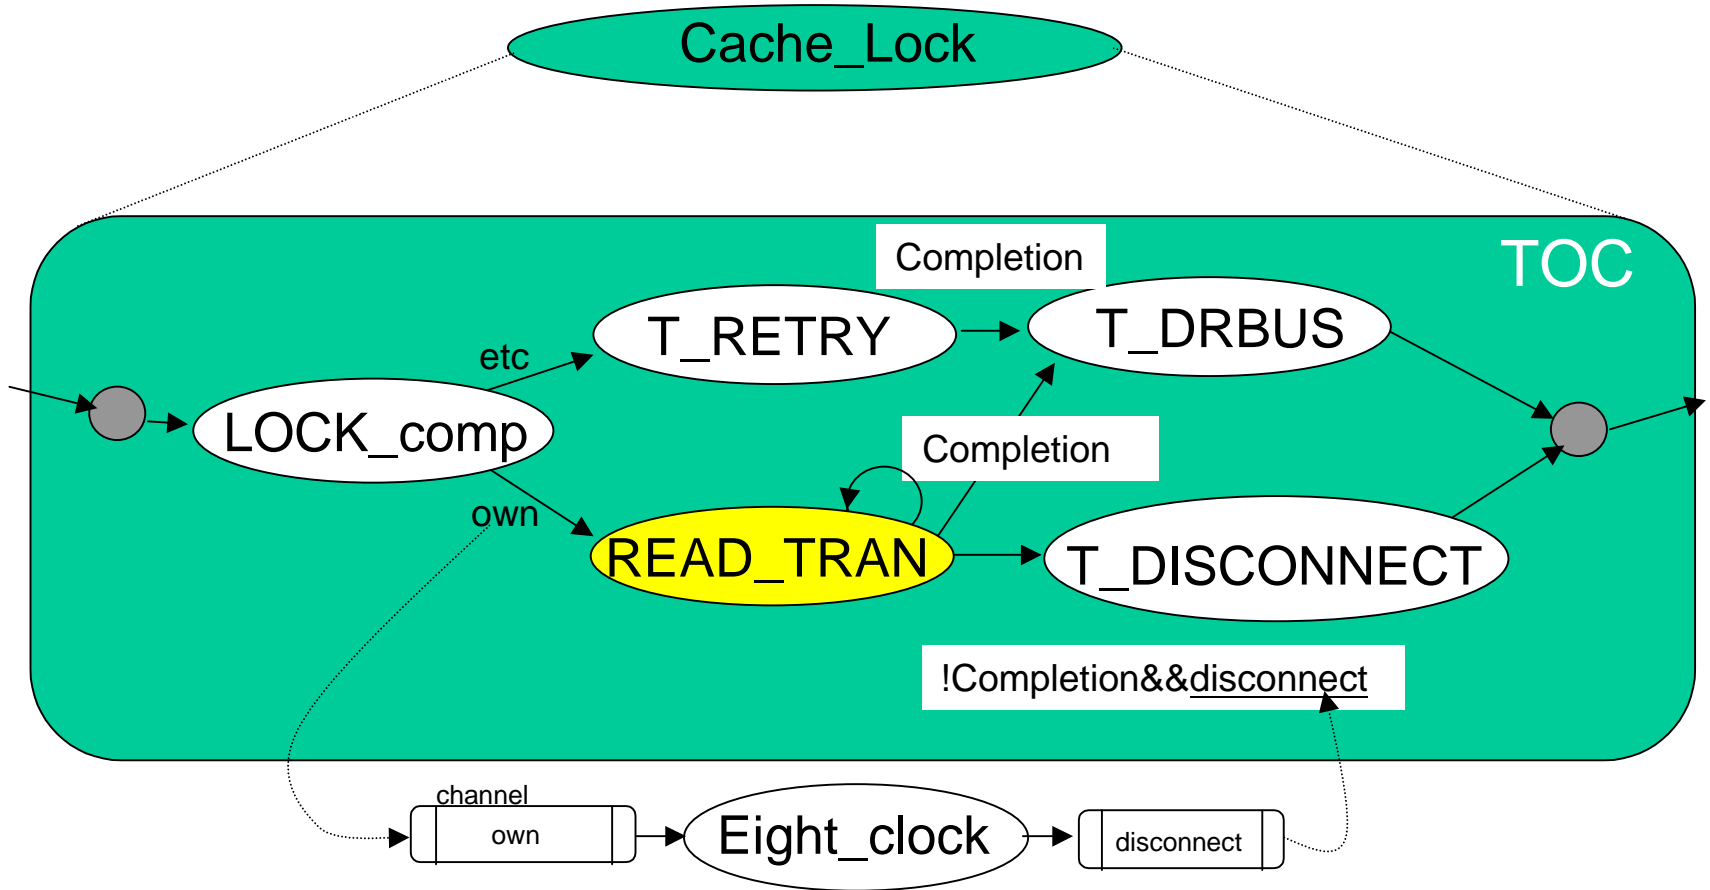 Cache_Lock
TOC
Completion
T_RETRY
T_DRBUS
etc
LOCK_comp
Completion
own
READ_TRAN
T_DISCONNECT
!Completion&&disconnect
channel
own
Eight_clock
disconnect